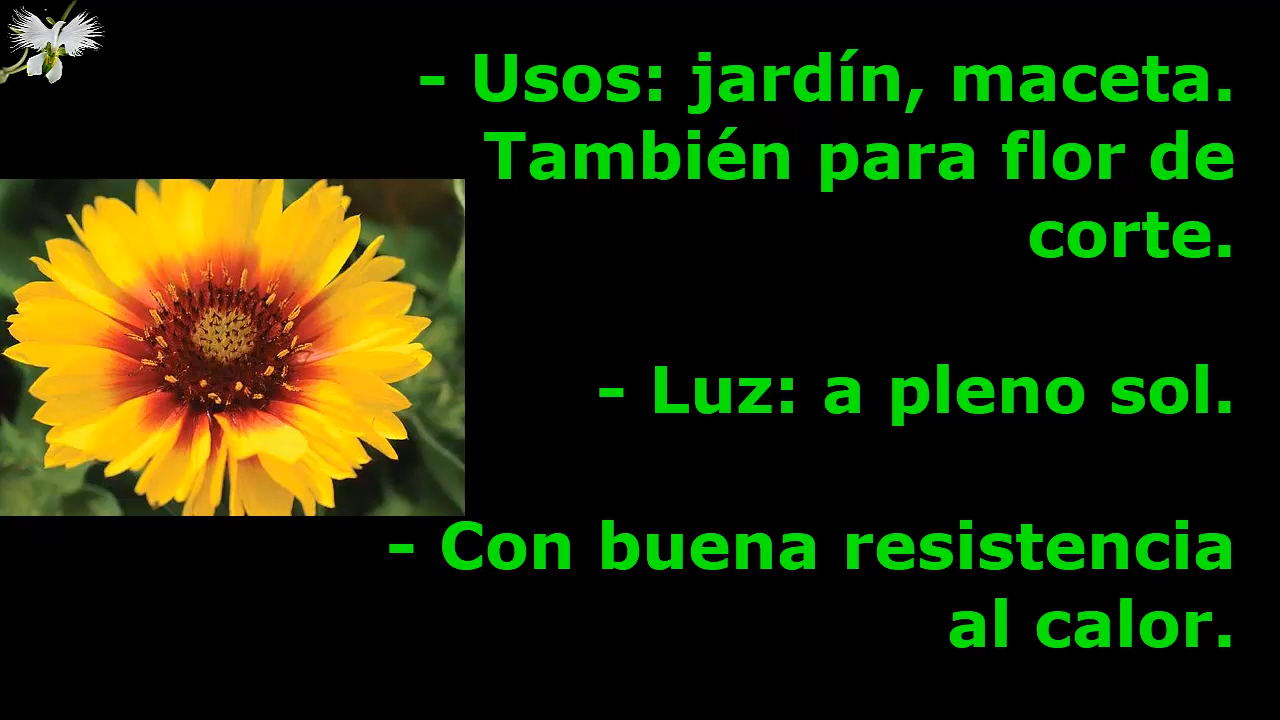 - Usos: jardín, maceta.
También para flor de
corte.
- Luz: a pleno sol.
- Con buena resistencia
al calor.